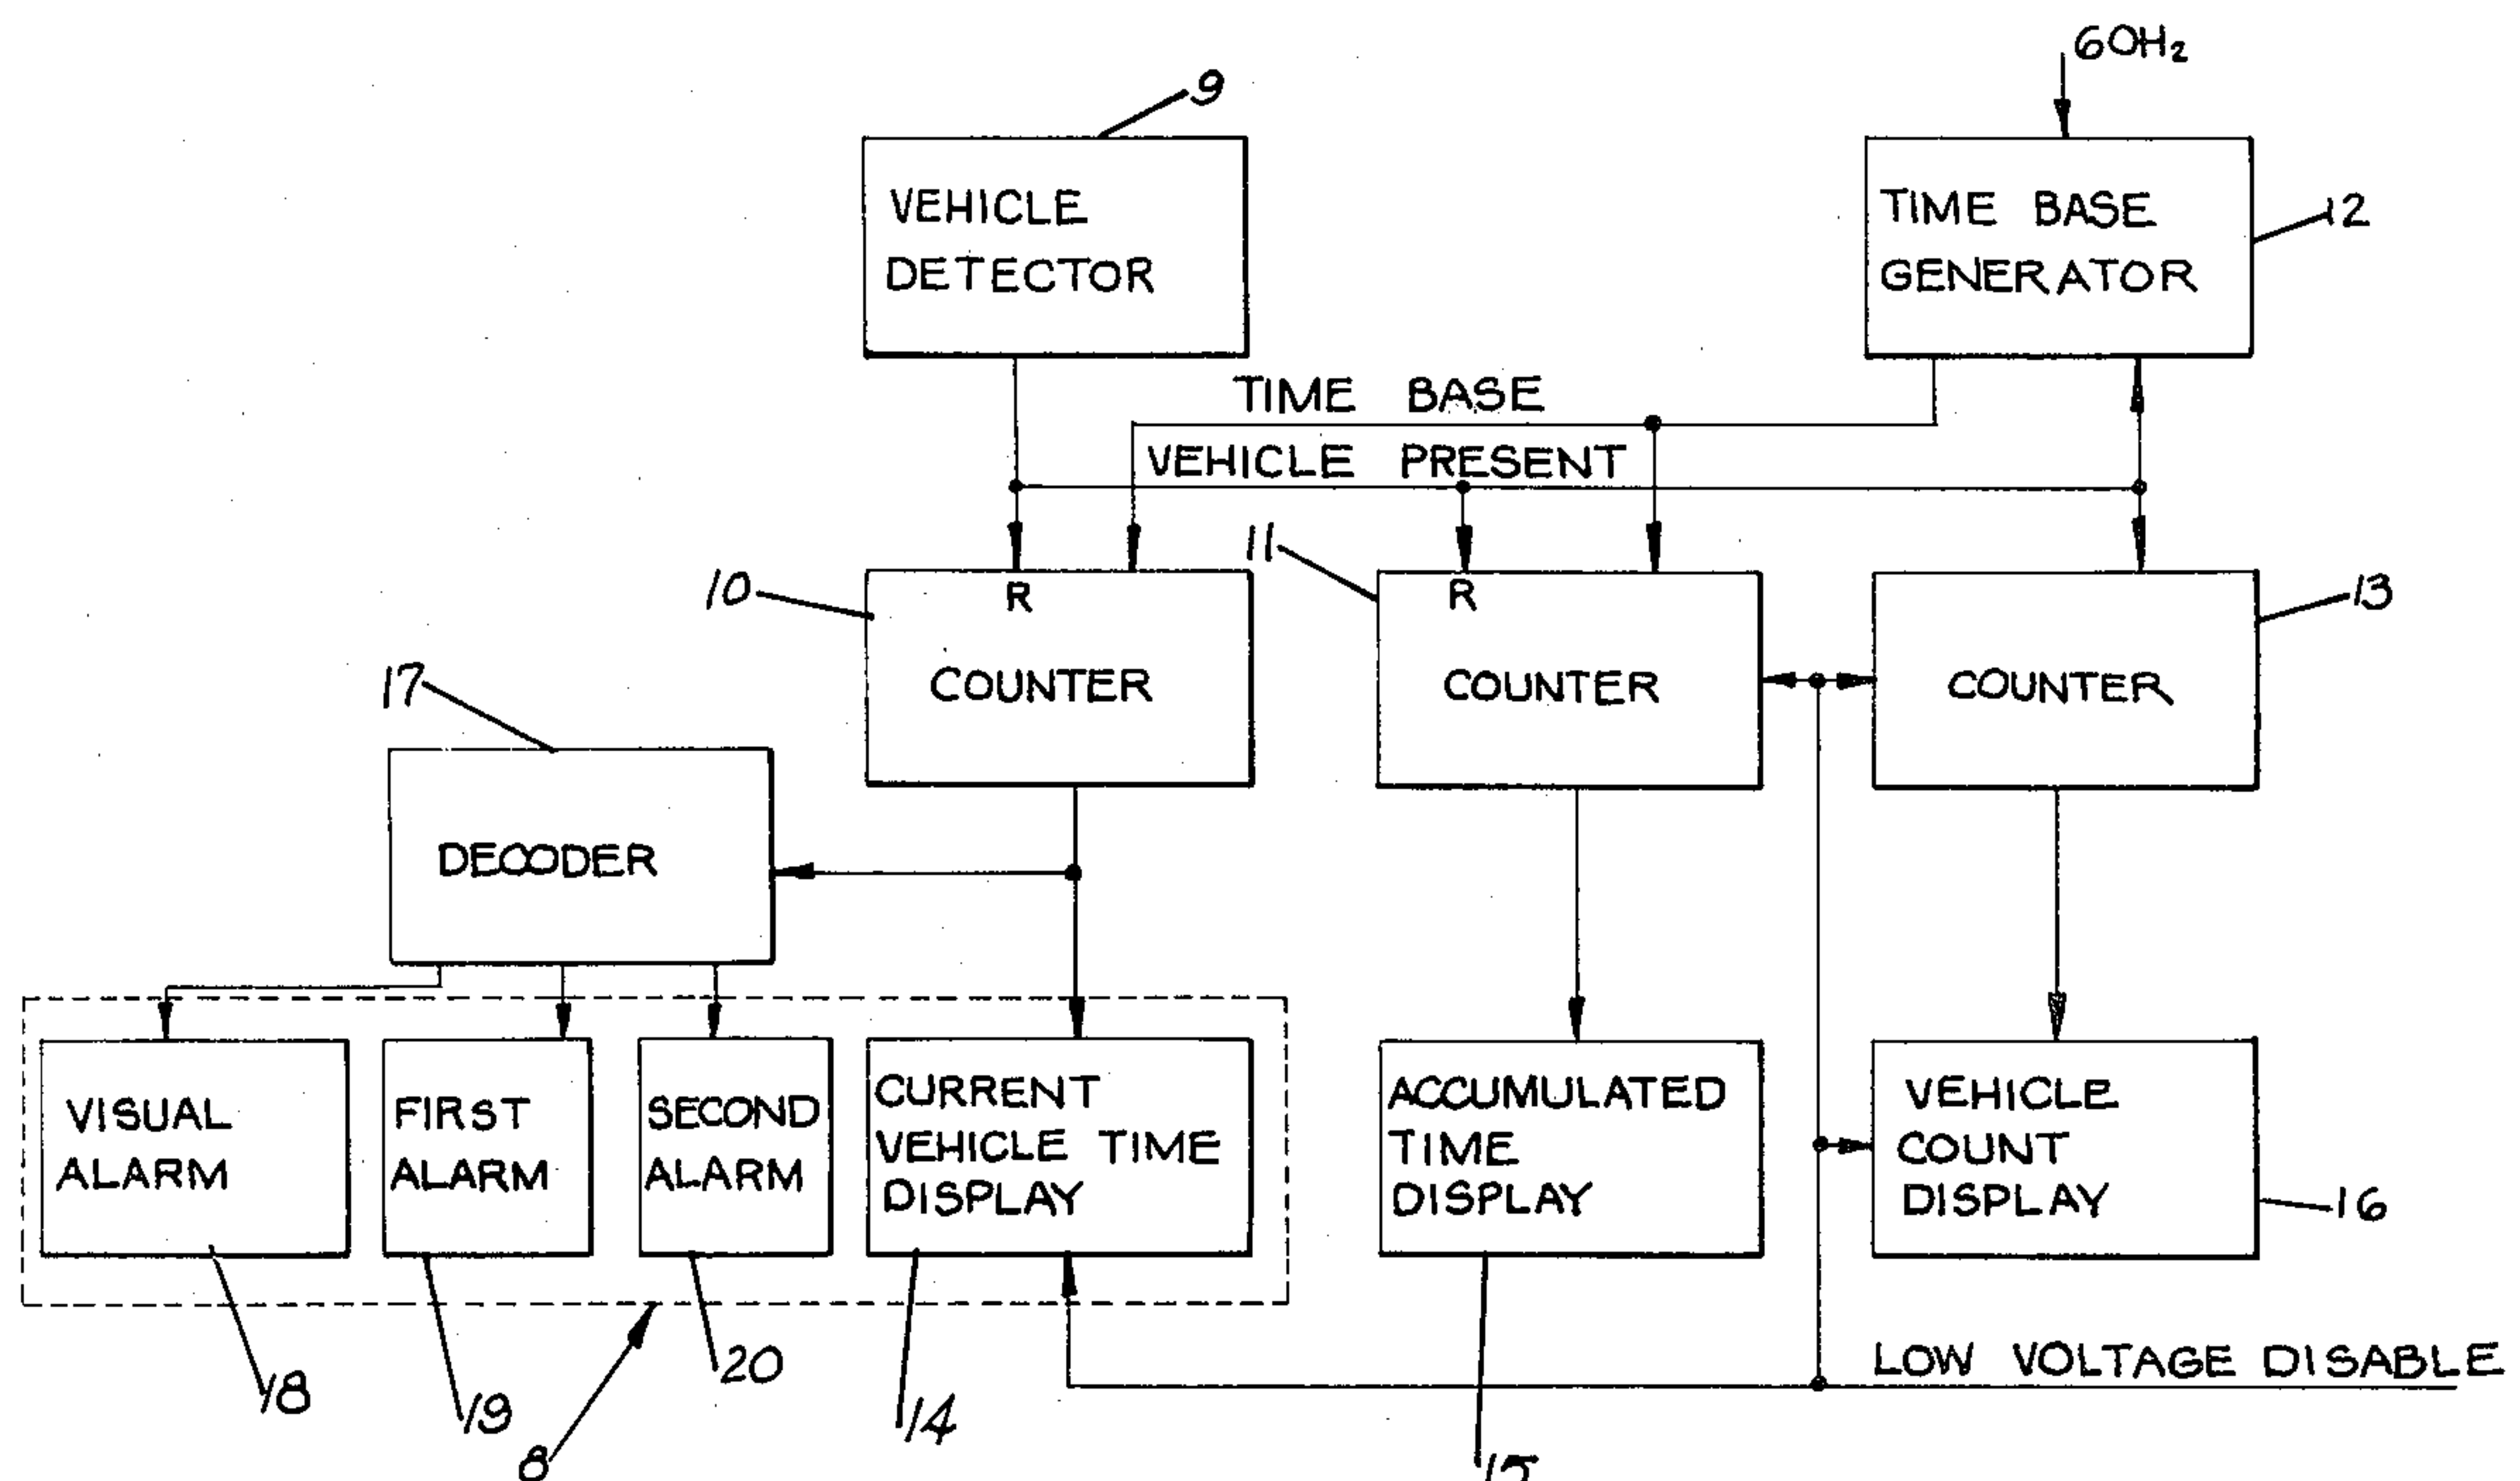 60H₂
9
VEHICLE
DETECTOR
TIME BASE
GENERATOR
12
TIME BASE
VEHICLE PRESENT
10
R
COUNTER
11
R
COUNTER
13
COUNTER
17
DECODER
VISUAL
ALARM
FIRST
ALARM
SECOND
ALARM
CURRENT
VEHICLE TIME
DISPLAY
ACCUMULATED
TIME
DISPLAY
VEHICLE
COUNT
DISPLAY
16
LOW VOLTAGE DISABLE
18
19
8
20
14
15